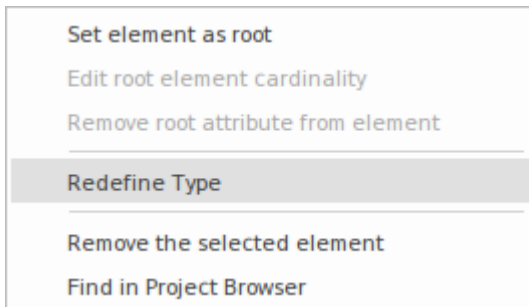 Set element as root
Edit root element cardinality
Remove root attribute from element
Redefine Type
Remove the selected element
Find in Project Browser